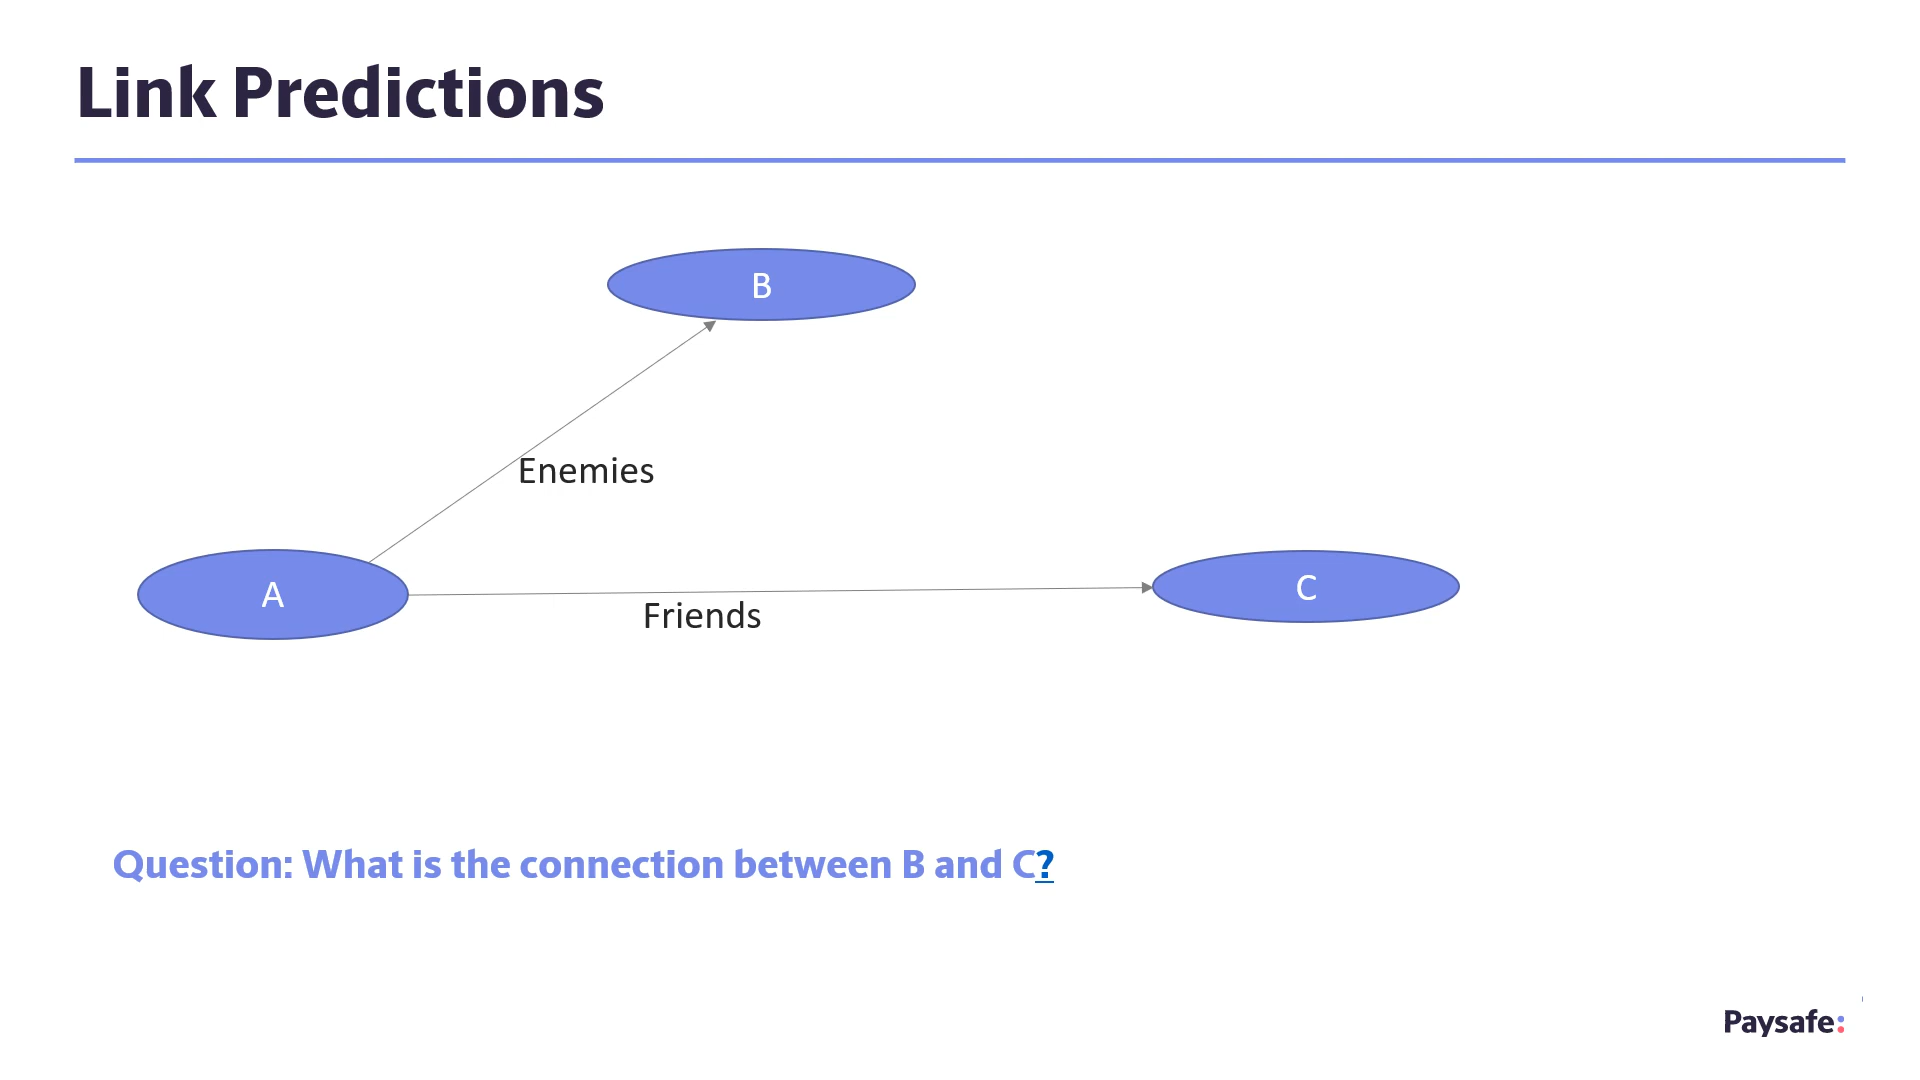 Link Predictions
B
Enemies
A
C
Friends
Question: What is the connection between B and C?
Paysafe: